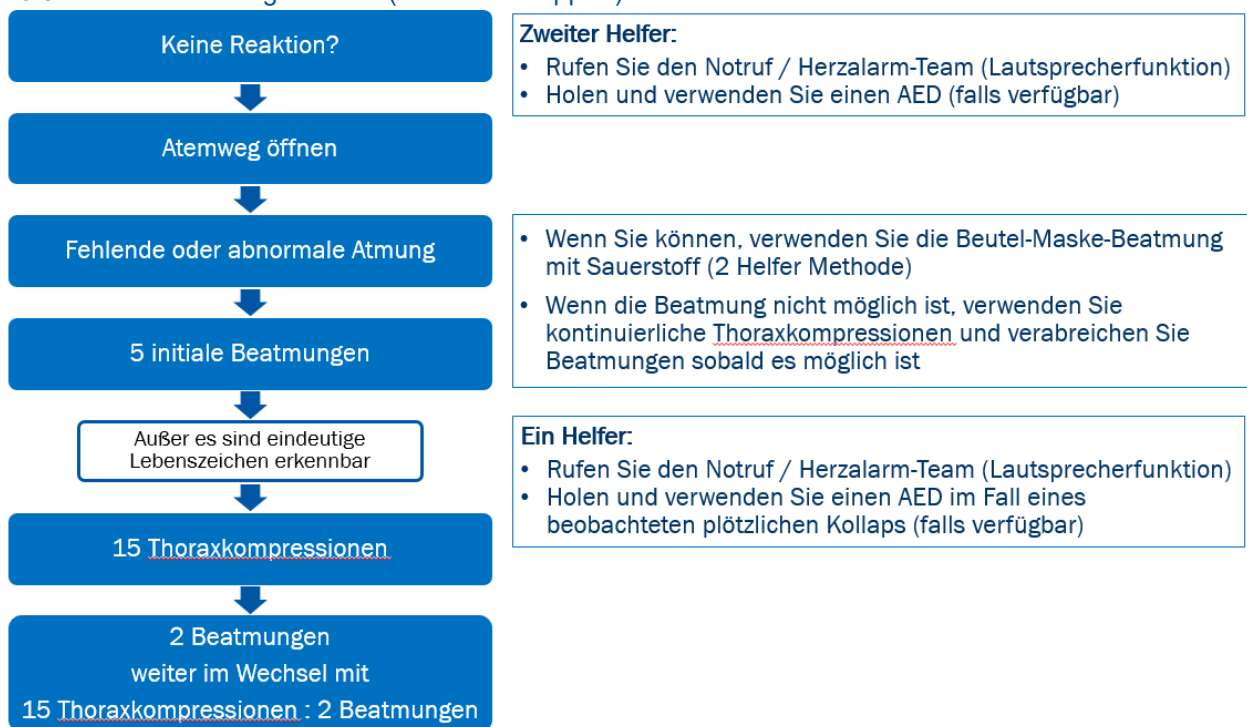 Keine Reaktion?
Zweiter Helfer:
• Rufen Sie den Notruf / Herzalarm-Team (Lautsprecherfunktion)
• Holen und verwenden Sie einen AED (falls verfügbar)
Atemweg öffnen
Fehlende oder abnormale Atmung
• Wenn Sie können, verwenden Sie die Beutel-Maske-Beatmung
mit Sauerstoff (2 Helfer Methode)
• Wenn die Beatmung nicht möglich ist, verwenden Sie
kontinuierliche Thoraxkompressionen und verabreichen Sie
Beatmungen sobald es möglich ist
5 initiale Beatmungen
Außer es sind eindeutige
Lebenszeichen erkennbar
Ein Helfer:
• Rufen Sie den Notruf / Herzalarm-Team (Lautsprecherfunktion)
• Holen und verwenden Sie einen AED im Fall eines
beobachteten plötzlichen Kollaps (falls verfügbar)
15 Thoraxkompressionen
2 Beatmungen
weiter im Wechsel mit
15 Thoraxkompressionen : 2 Beatmungen